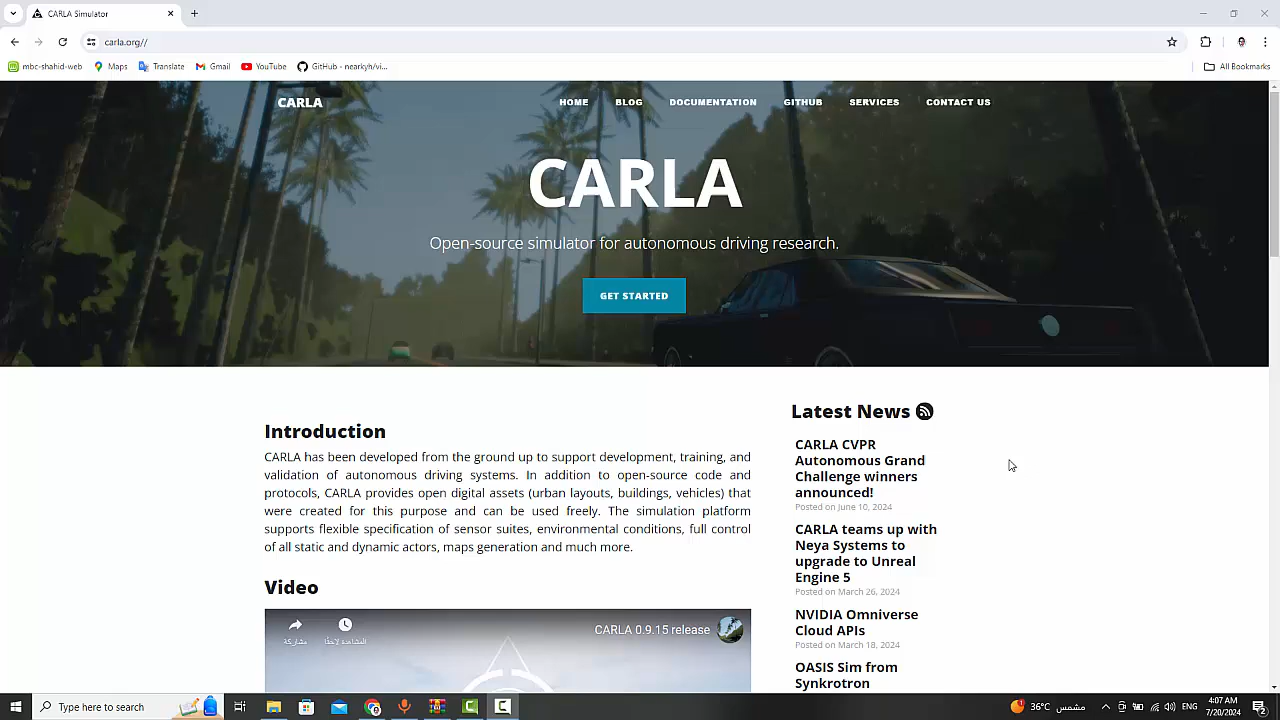 CARLA Simulator
carla.org//
mbc-shahid-web
Maps
Translate
Gmail
YouTube
GitHub - nearkyh/vi...
All Bookmarks
CARLA
HOME
BLOG
DOCUMENTATION
GITHUB
SERVICES
CONTACT US
CARLA
Open-source simulator for autonomous driving research.
GET STARTED
Introduction
CARLA has been developed from the ground up to support development, training, and
validation of autonomous driving systems. In addition to open-source code and
protocols, CARLA provides open digital assets (urban layouts, buildings, vehicles) that
were created for this purpose and can be used freely. The simulation platform
supports flexible specification of sensor suites, environmental conditions, full control
of all static and dynamic actors, maps generation and much more.
Video
CARLA 0.9.15 release
مشاركة
المشاهدة لاحقًا
Latest News
CARLA CVPR
Autonomous Grand
Challenge winners
announced!
Posted on June 10, 2024
CARLA teams up with
Neya Systems to
upgrade to Unreal
Engine 5
Posted on March 26, 2024
NVIDIA Omniverse
Cloud APIs
Posted on March 18, 2024
OASIS Sim from
Synkrotron
Type here to search
36°C مشمس
ENG
4:07 AM
7/20/2024
2